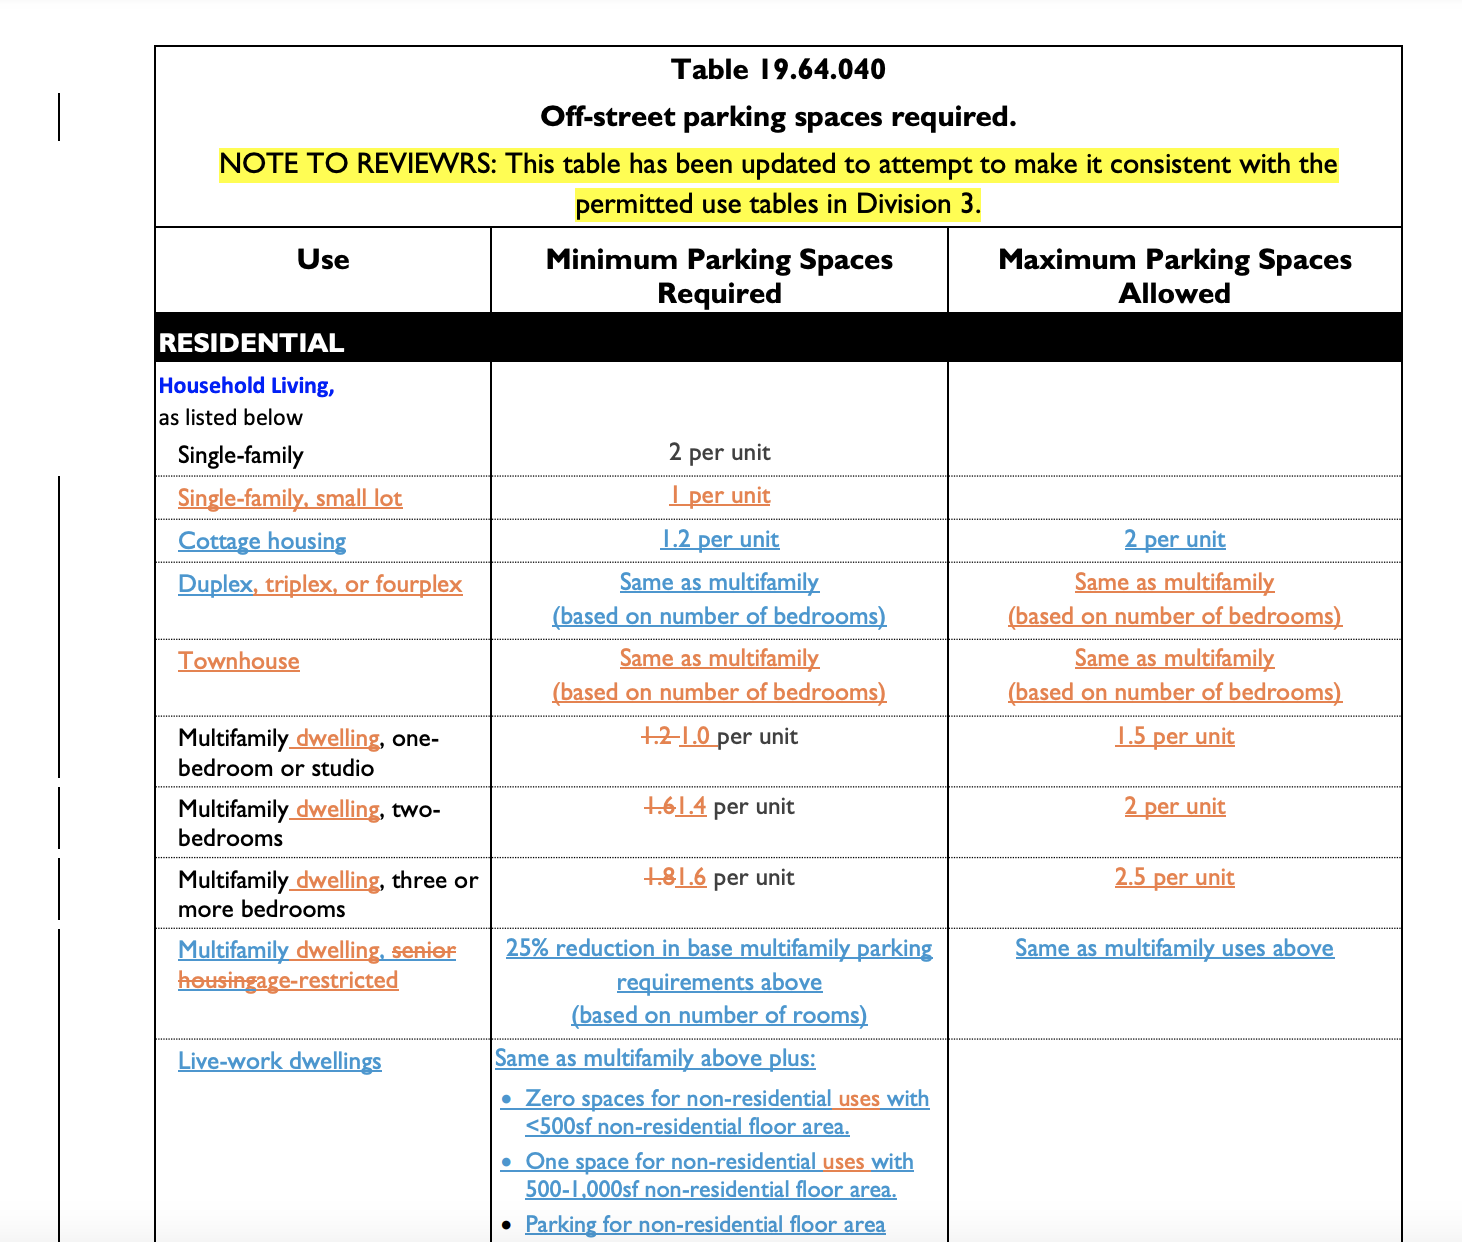 Table 19.64.040
Off-street parking spaces required.
NOTE TO REVIEWRS: This table has been updated to attempt to make it consistent with the
permitted use tables in Division 3.
Use
Minimum Parking Spaces
Required
Maximum Parking Spaces
Allowed
RESIDENTIAL
Household Living,
as listed below
Single-family
2 per unit
Single-family, small lot
1 per unit
Cottage housing
1.2 per unit
2 per unit
Duplex, triplex, or fourplex
Same as multifamily
(based on number of bedrooms)
Same as multifamily
(based on number of bedrooms)
Townhouse
Same as multifamily
(based on number of bedrooms)
Same as multifamily
(based on number of bedrooms)
Multifamily dwelling, one-
bedroom or studio
1.2 1.0 per unit
1.5 per unit
Multifamily dwelling, two-
bedrooms
1.61.4 per unit
2 per unit
Multifamily dwelling, three or
more bedrooms
1.81.6 per unit
2.5 per unit
Multifamily dwelling, senior
housingage-restricted
25% reduction in base multifamily parking
requirements above
(based on number of rooms)
Same as multifamily uses above
Live-work dwellings
Same as multifamily above plus:
• Zero spaces for non-residential uses with
<500sf non-residential floor area.
• One space for non-residential uses with
500-1,000sf non-residential floor area.
• Parking for non-residential floor area